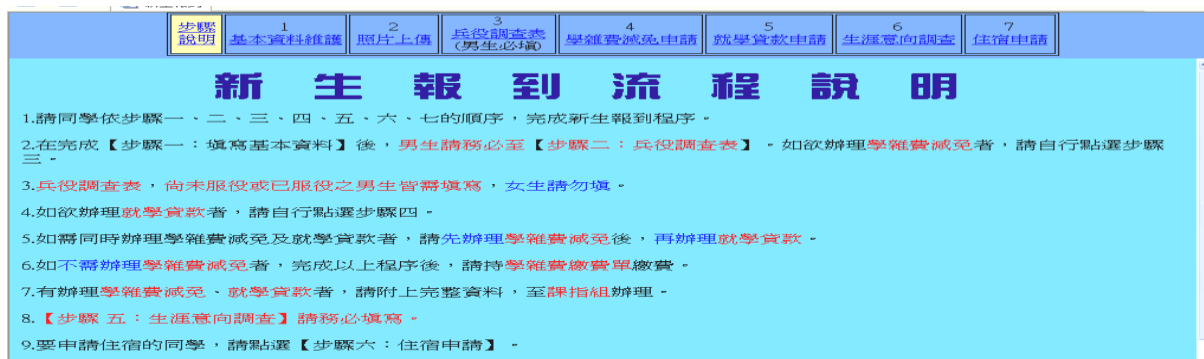 步驟說明
1 基本資料維護
2 照片上傳
3 兵役調查表 (男生必填)
4 學雜費減免申請
5 就學貸款申請
6 生涯意向調查
7 住宿申請
新生報到流程說明
1.請同學依步驟一、二、三、四、五、六、七的順序，完成新生報到程序。
2.在完成【步驟一：填寫基本資料】後，男生請務必至【步驟二：兵役調查表】。如欲辦理學雜費減免者，請自行點選步驟
三。
3.兵役調查表，尚未服役或已服役之男生皆需填寫，女生請勿填。
4.如欲辦理就學貸款者，請自行點選步驟四。
5.如需同時辦理學雜費減免及就學貸款者，請先辦理學雜費減免後，再辦理就學貸款。
6.如不需辦理學雜費減免者，完成以上程序後，請持學雜費繳費單繳費。
7.有辦理學雜費減免、就學貸款者，請附上完整資料，至課指組辦理。
8.【步驟 五：生涯意向調查】請務必填寫。
9.要申請住宿的同學，請點選【步驟六：住宿申請】。